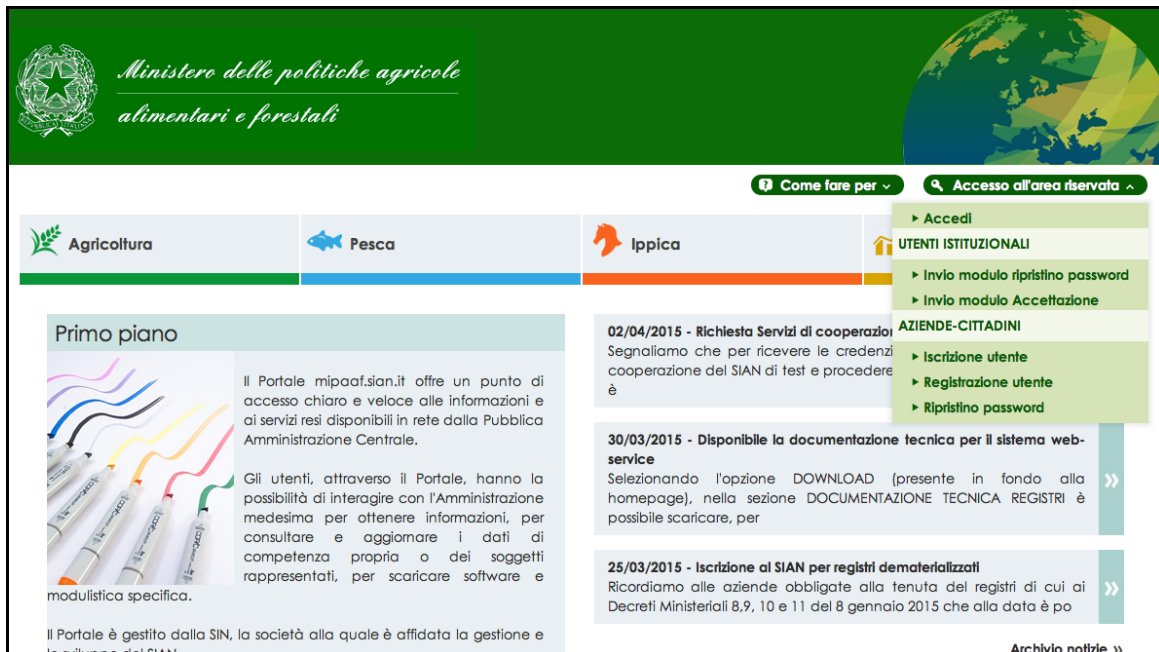 Ministero delle politiche agricole
alimentari e forestali
Come fare per
Accesso all'area riservata
Agricoltura
Pesca
Ippica
Accedi
UTENTI ISTITUZIONALI
Invio modulo ripristino password
Invio modulo Accettazione
AZIENDE-CITTADINI
Iscrizione utente
Registrazione utente
Ripristino password
Primo piano
Il Portale mipaaf.sian.it offre un punto di
accesso chiaro e veloce alle informazioni e
ai servizi resi disponibili in rete dalla Pubblica
Amministrazione Centrale.
Gli utenti, attraverso il Portale, hanno la
possibilità di interagire con l'Amministrazione
medesima per ottenere informazioni, per
consultare e aggiornare i dati di
competenza propria o dei soggetti
rappresentati, per scaricare software e
modulistica specifica.
Il Portale è gestito dalla SIN, la società alla quale è affidata la gestione e
02/04/2015 - Richiesta Servizi di
Segnaliamo che per ricevere le
cooperazione del SIAN di test e procedere
è
30/03/2015 - Disponibile la documentazione tecnica per il sistema web-
service
Selezionando l'opzione DOWNLOAD (presente in fondo alla
homepage), nella sezione DOCUMENTAZIONE TECNICA REGISTRI è
possibile scaricare, per
»
25/03/2015 - Iscrizione al SIAN per registri dematerializzati
Ricordiamo alle aziende obbligate alla tenuta del registri di cui ai
Decreti Ministeriali 8,9, 10 e 11 del 8 gennaio 2015 che alla data è po
»
Archivio notizie »